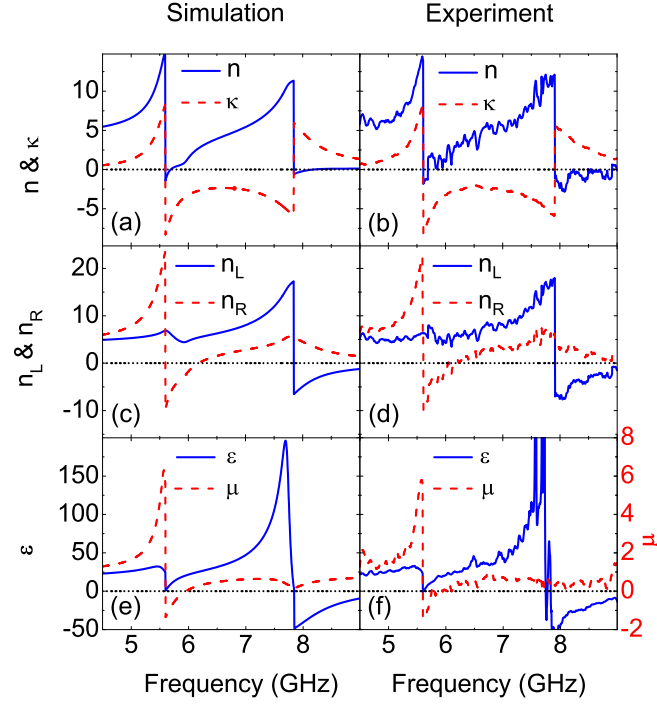 Simulation Experiment
n & κ
10
5
0
-5
n
κ
(a)
n
κ
(b)
n_L & n_R
20
10
0
-10
n_L
n_R
(c)
n_L
n_R
(d)
ε
150
100
50
0
-50
ε
μ
(e)
ε
μ
(f)
8
6
4
2
0
-2
μ
5 6 7 8 5 6 7 8 9
Frequency (GHz) Frequency (GHz)